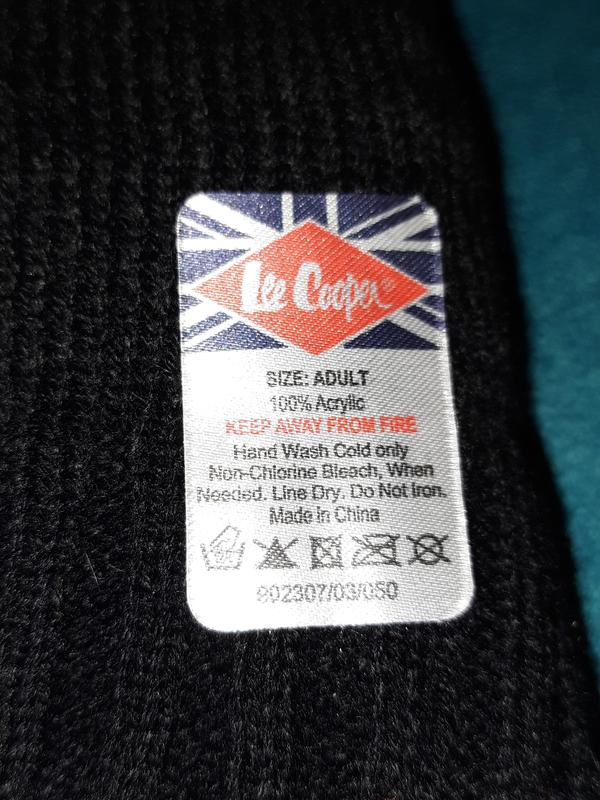 Lee Cooper®
SIZE: ADULT
100% Acrylic
KEEP AWAY FROM FIRE
Hand Wash Cold only
Non-Chlorine Bleach, When
Needed. Line Dry. Do Not Iron.
Made in China
902307/03/050